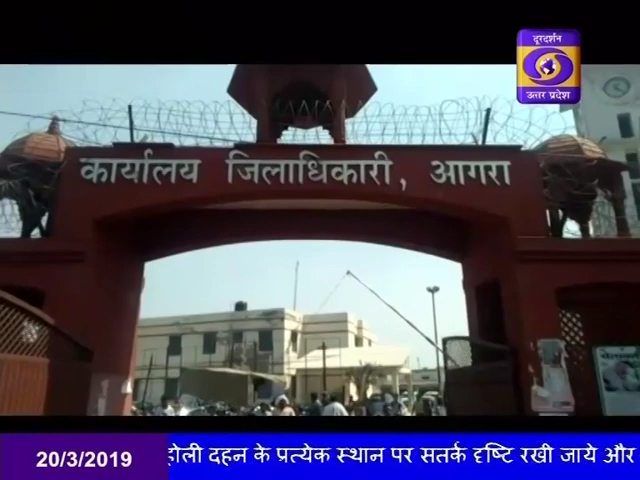 दूरदर्शन
उत्तर प्रदेश
कार्यालय जिलाधिकारी, आगरा
20/3/2019
होली दहन के प्रत्येक स्थान पर सतर्क दृष्टि रखी जाये और